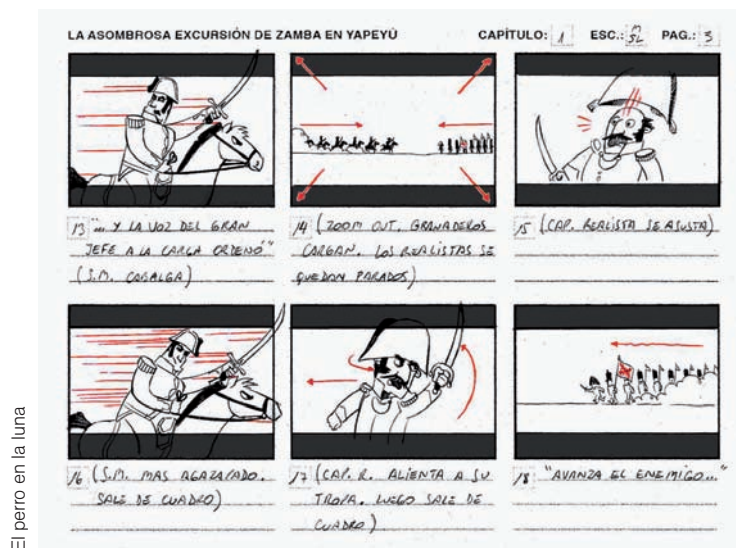 LA ASOMBROSA EXCURSIÓN DE ZAMBA EN YAPEYÚ CAPÍTULO: 1 ESC.: M SL PAG.: 3
13 "... Y LA VOZ DEL GRAN
JEFE A LA CARGA ORDENÓ"
(S.M. CABALGA)
14 (ZOOM OUT. GRANADEROS
CARGAN. LOS REALISTAS SE
QUEDAN PARADOS)
15 (CAP. REALISTA SE ASUSTA)
16 (S.M. MAS AGAZAPADO.
SALE DE CUADRO)
17 (CAP. R. ALIENTA A SU
TROPA. LUEGO SALE DE
CUADRO)
18 "AVANZA EL ENEMIGO..."
El perro en la luna